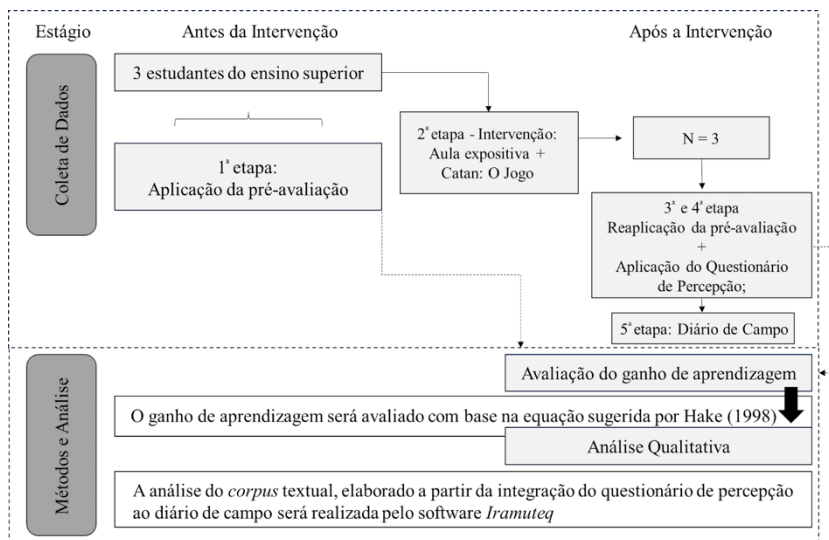 Estágio
Antes da Intervenção
Após a Intervenção
Coleta de Dados
3 estudantes do ensino superior
1ª etapa:
Aplicação da pré-avaliação
2ª etapa - Intervenção:
Aula expositiva +
Catan: O Jogo
N = 3
3ª e 4ª etapa
Reaplicação da pré-avaliação
+
Aplicação do Questionário
de Percepção;
5ª etapa: Diário de Campo
Métodos e Análise
Avaliação do ganho de aprendizagem
O ganho de aprendizagem será avaliado com base na equação sugerida por Hake (1998)
Análise Qualitativa
A análise do corpus textual, elaborado a partir da integração do questionário de percepção
ao diário de campo será realizada pelo software Iramuteq